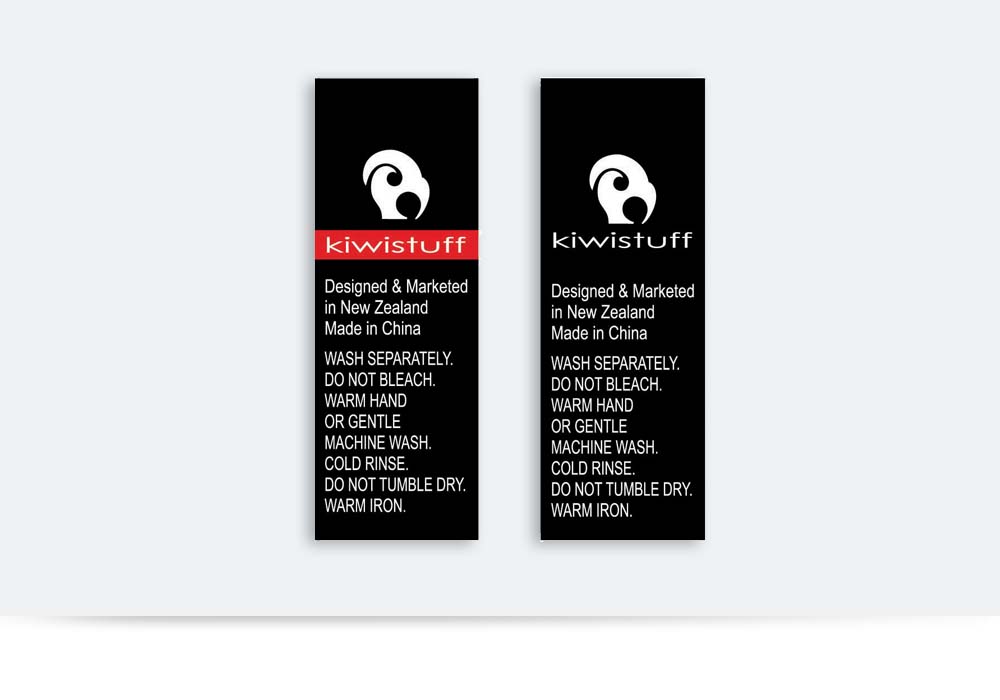 kiwistuff
Designed & Marketed
in New Zealand
Made in China
WASH SEPARATELY.
DO NOT BLEACH.
WARM HAND
OR GENTLE
MACHINE WASH.
COLD RINSE.
DO NOT TUMBLE DRY.
WARM IRON.
kiwistuff
Designed & Marketed
in New Zealand
Made in China
WASH SEPARATELY.
DO NOT BLEACH.
WARM HAND
OR GENTLE
MACHINE WASH.
COLD RINSE.
DO NOT TUMBLE DRY.
WARM IRON.